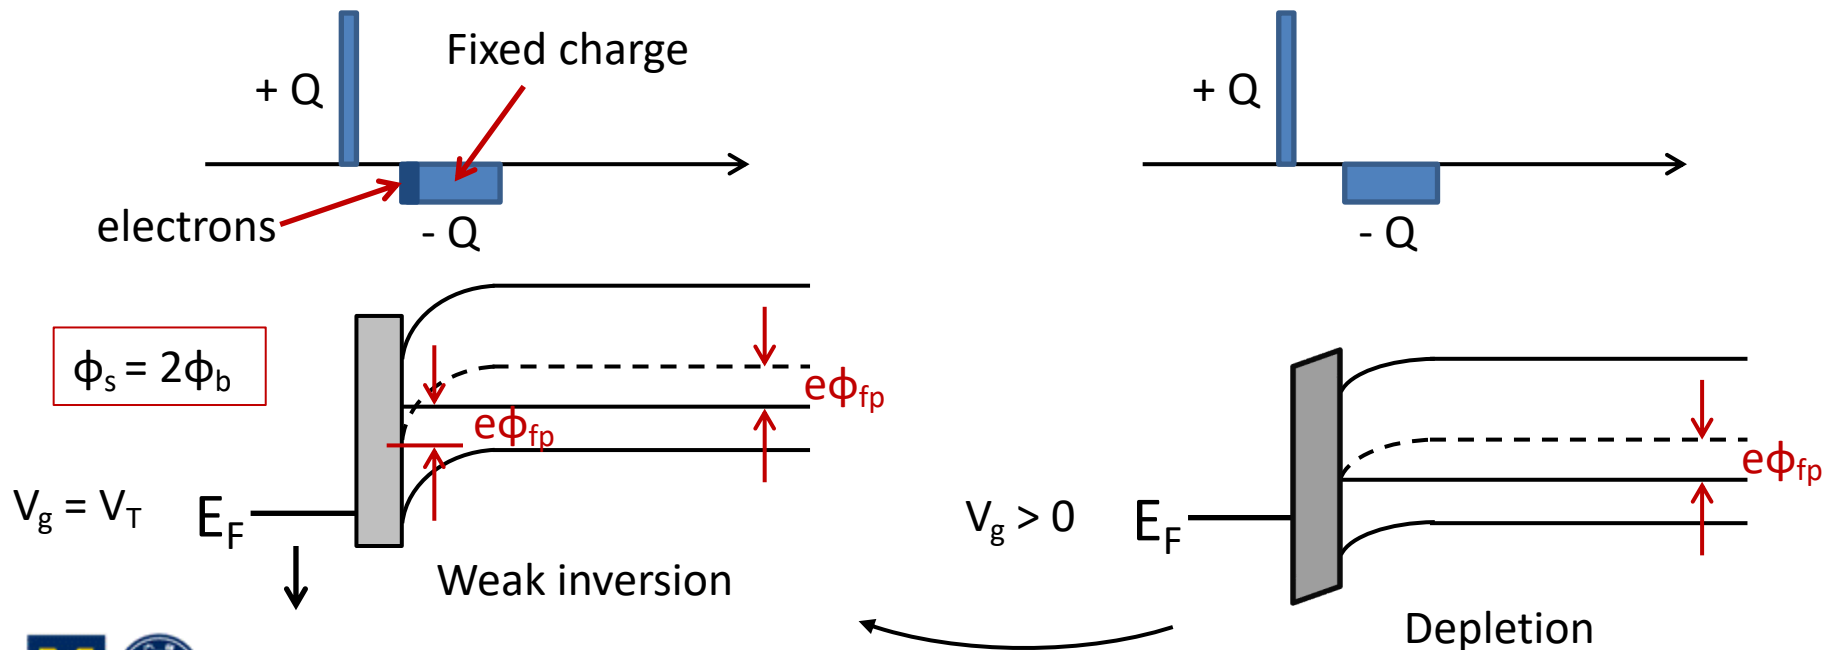 Fixed charge
+ Q
electrons
- Q
ϕs = 2ϕb
eϕfp
eϕfp
Vg = VT
EF
Weak inversion
+ Q
- Q
eϕfp
Vg > 0
EF
Depletion